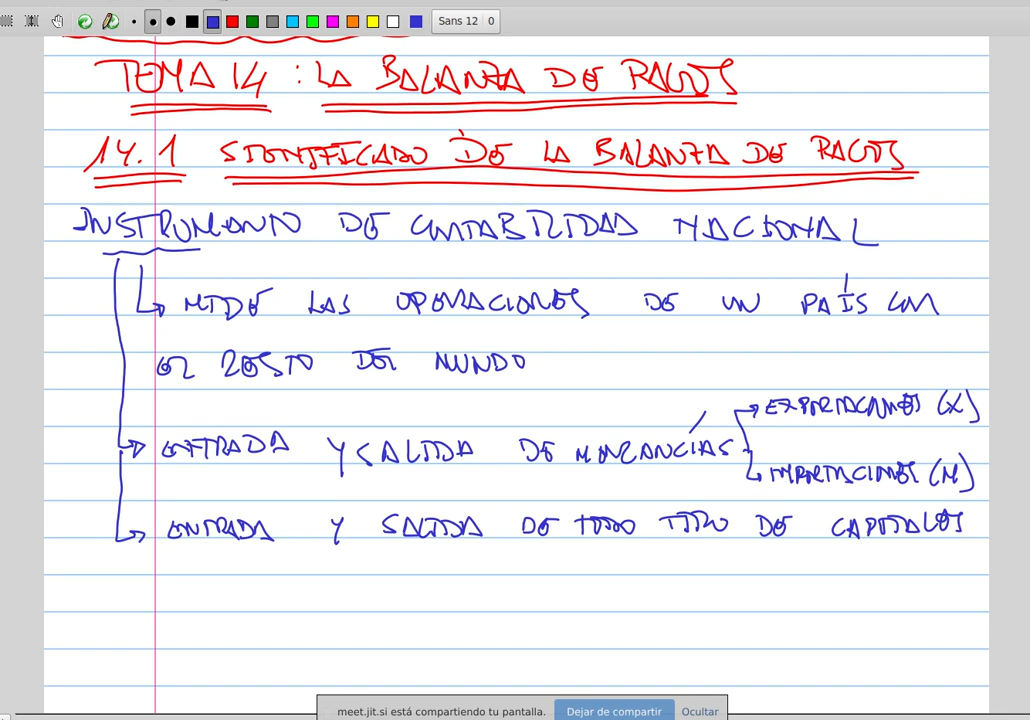 Sans 12 0
TEMA 14 : LA BALANZA DE PAGOS
14.1 SIGNIFICADO DE LA BALANZA DE PAGOS
INSTRUMENTO DE CONTABILIDAD NACIONAL
MIDE LAS OPERACIONES DE UN PAÍS CON
EL RESTO DEL MUNDO
ENTRADA Y SALIDA DE MERCANCÍAS
EXPORTACIONES (X)
IMPORTACIONES (M)
ENTRADA Y SALIDA DE TODO TIPO DE CAPITALES
meet.jit.si está compartiendo tu pantalla. Dejar de compartir Ocultar